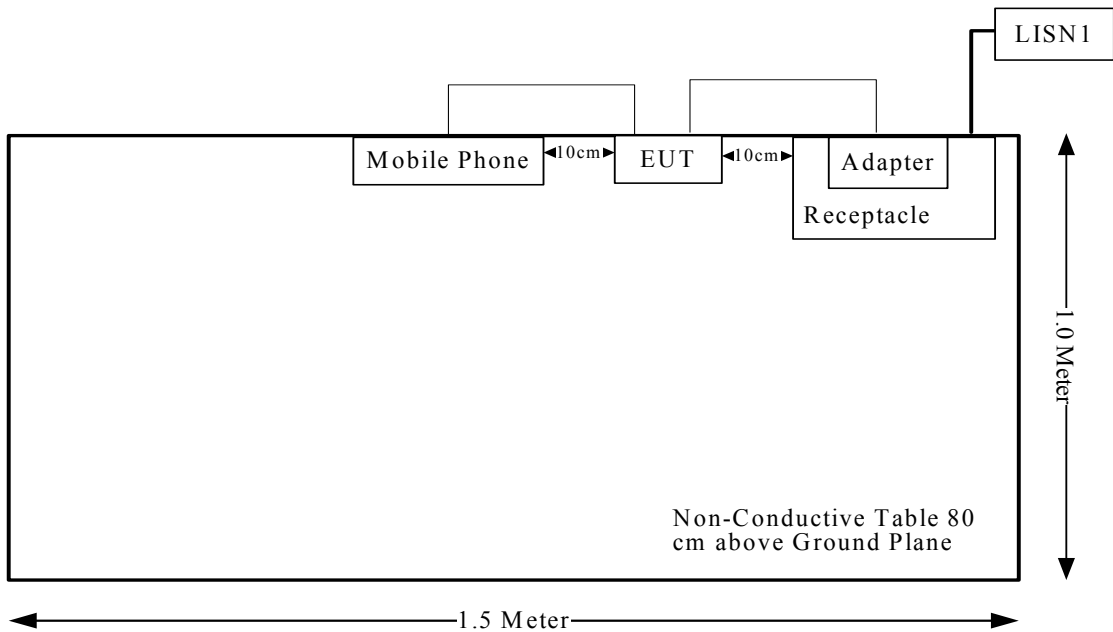 LISN1
Mobile Phone
10cm
EUT
10cm
Adapter
Receptacle
1.0 Meter
Non-Conductive Table 80
cm above Ground Plane
1.5 Meter